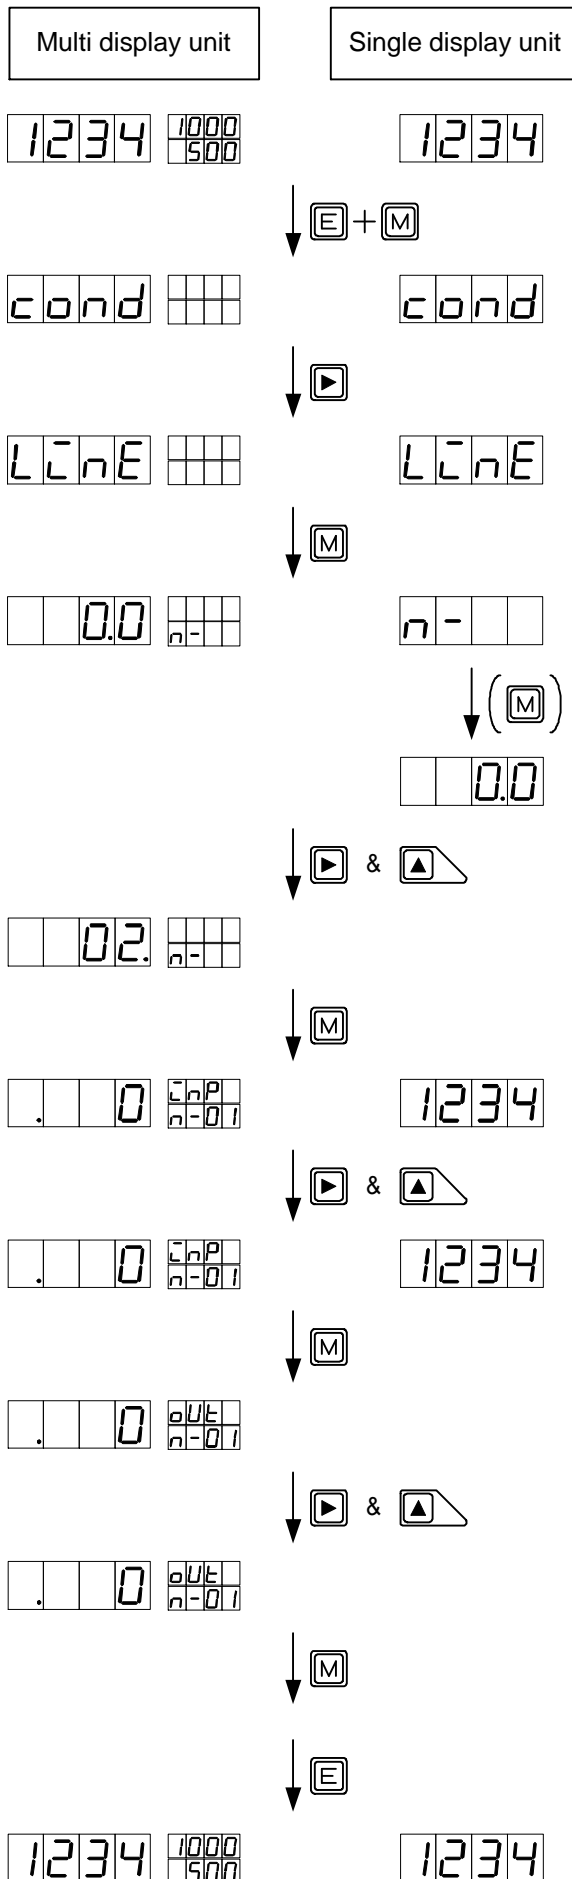 Multi display unit Single display unit
1234 1000 1234
500
E + M
cond cond
▶
LinE LinE
M
0.0 n- n-
(M)
0.0
▶ & ▲
02. n-
M
. 0 inP 1234
n-01
▶ & ▲
. 0 inP 1234
n-01
M
. 0 oUt
n-01
▶ & ▲
. 0 oUt
n-01
M
E
1234 1000 1234
500